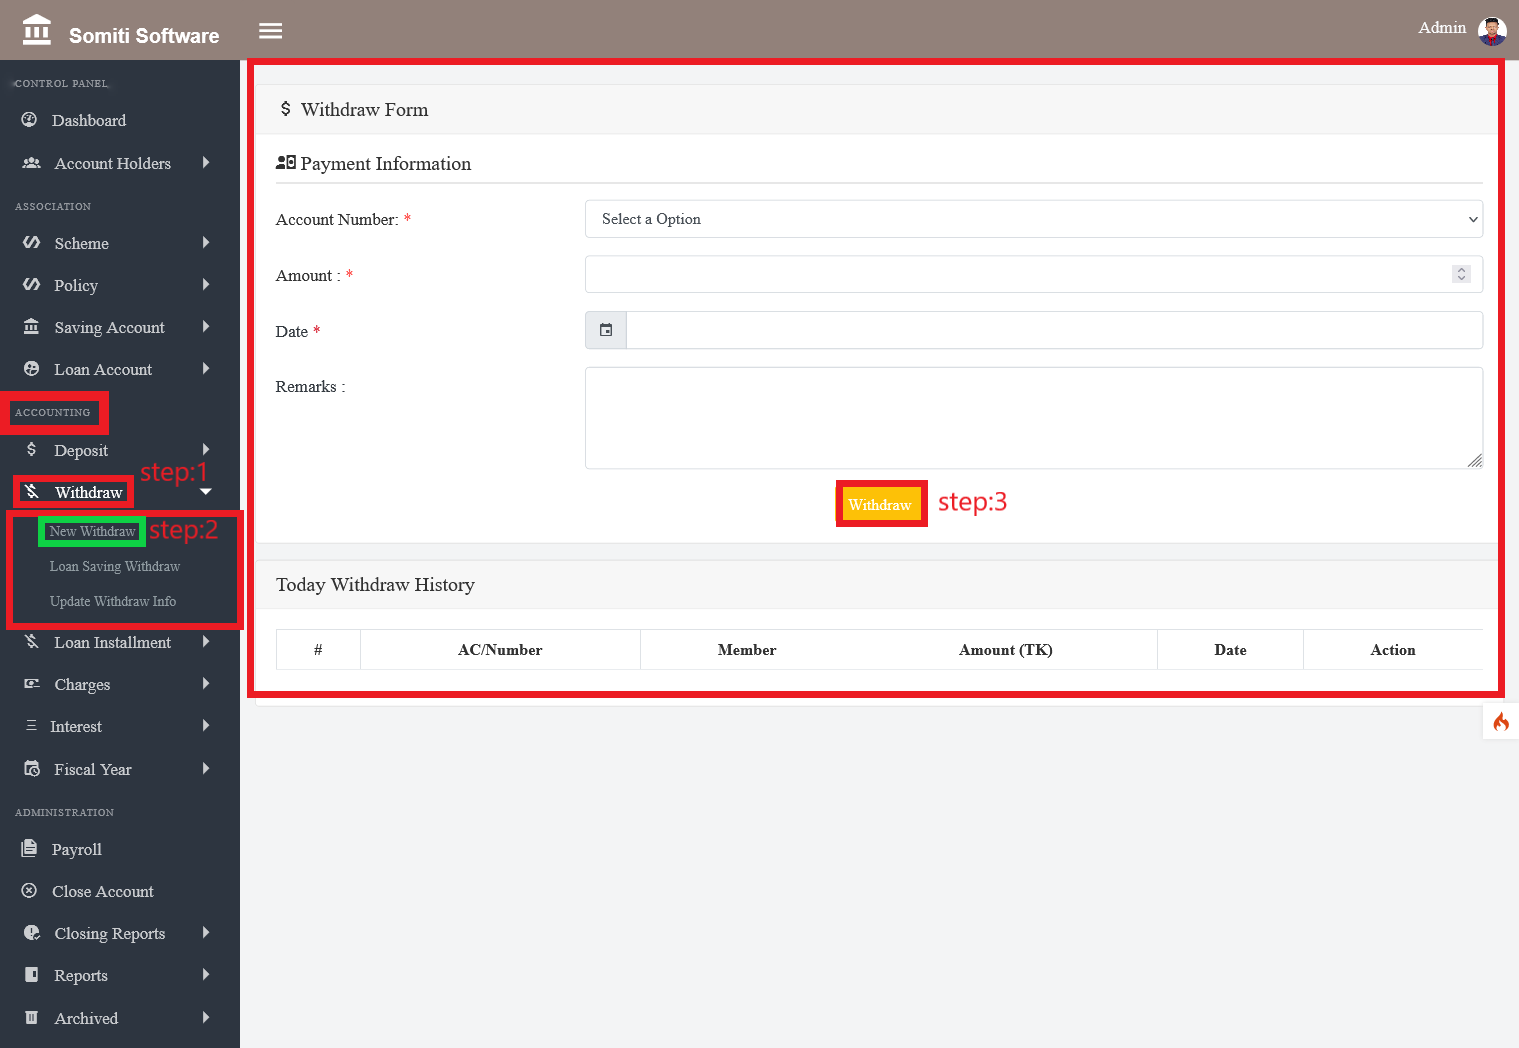 Somiti Software
Admin
CONTROL PANEL
Dashboard
Account Holders
ASSOCIATION
Scheme
Policy
Saving Account
Loan Account
ACCOUNTING
Deposit
step:1
Withdraw
New Withdraw
step:2
Loan Saving Withdraw
Update Withdraw Info
Loan Installment
Charges
Interest
Fiscal Year
ADMINISTRATION
Payroll
Close Account
Closing Reports
Reports
Archived
$ Withdraw Form
Payment Information
Account Number: *
Select a Option
Amount : *
Date *
Remarks :
Withdraw
step:3
Today Withdraw History
# AC/Number Member Amount (TK) Date Action